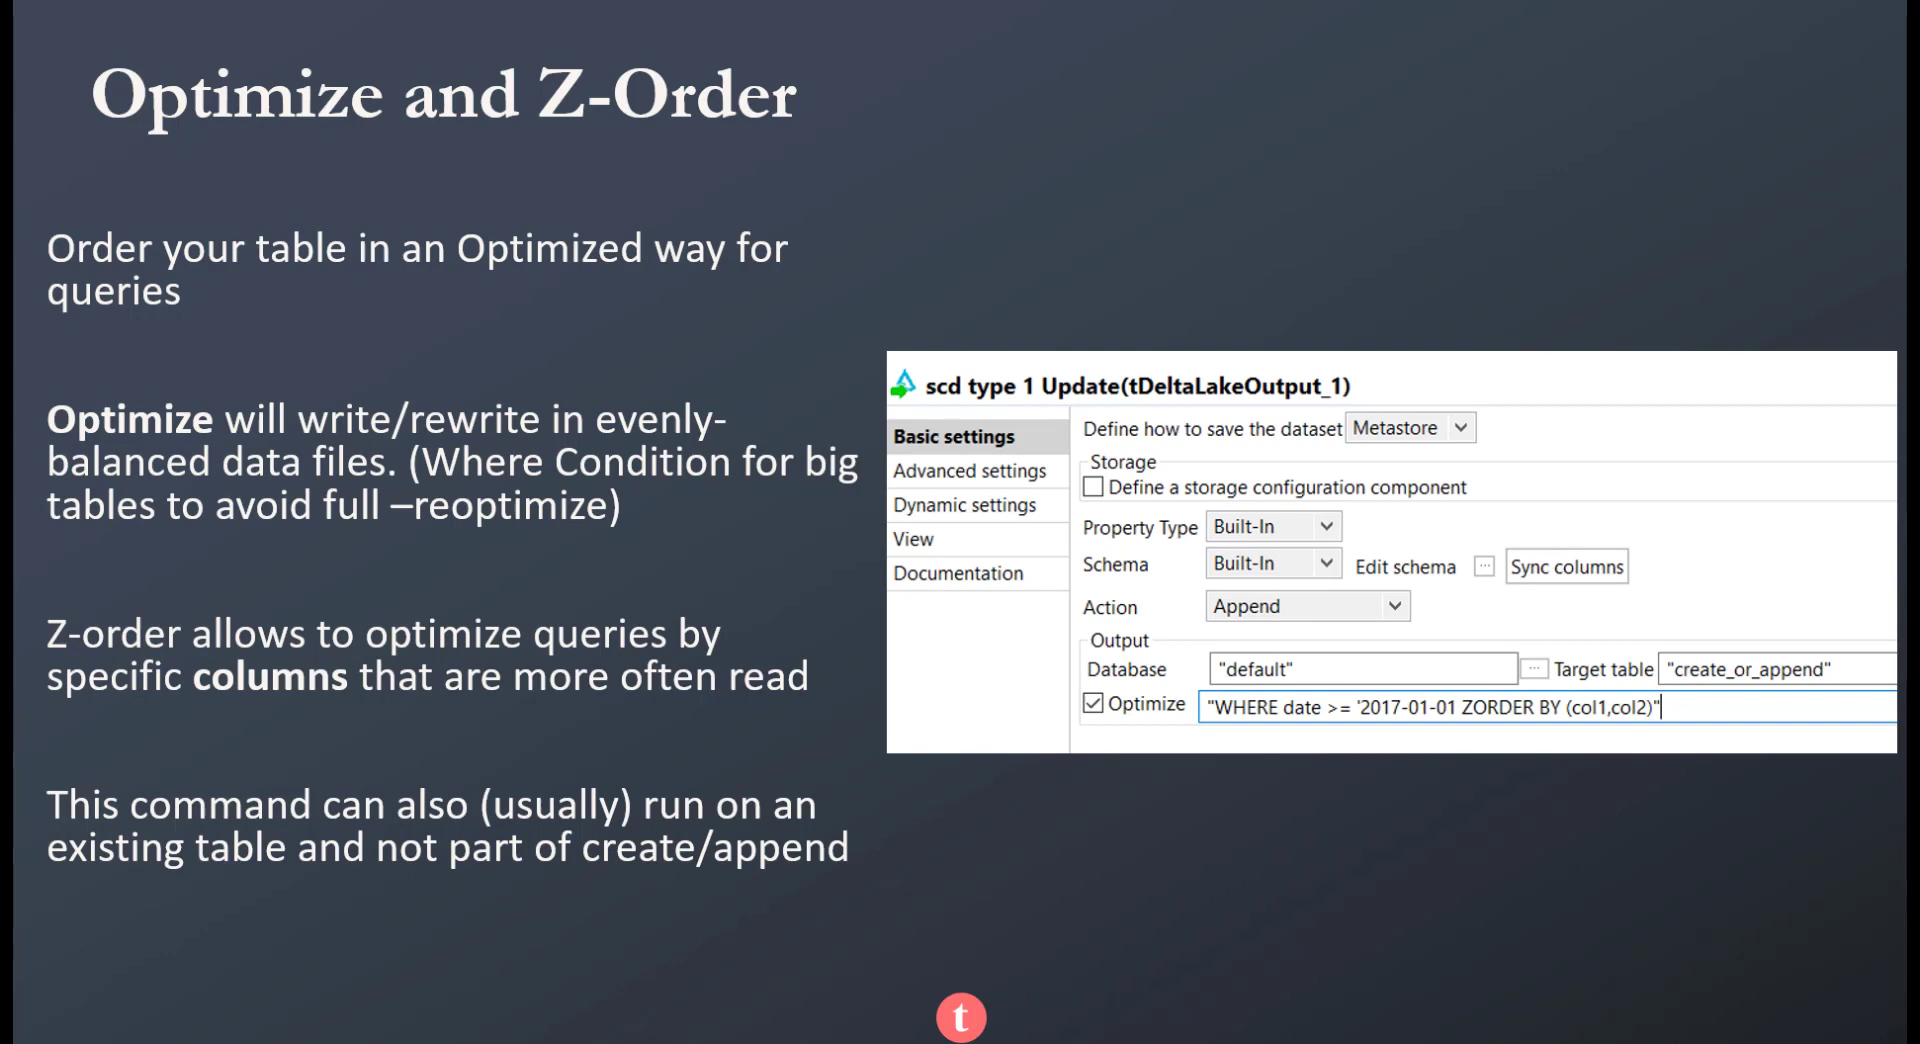 Optimize and Z-Order
Order your table in an Optimized way for
queries
Optimize will write/rewrite in evenly-
balanced data files. (Where Condition for big
tables to avoid full –reoptimize)
Z-order allows to optimize queries by
specific columns that are more often read
This command can also (usually) run on an
existing table and not part of create/append
scd type 1 Update(tDeltaLakeOutput_1)
Basic settings
Advanced settings
Dynamic settings
View
Documentation
Define how to save the dataset Metastore
Storage
Define a storage configuration component
Property Type Built-In
Schema Built-In Edit schema ... Sync columns
Action Append
Output
Database "default" ... Target table "create_or_append"
Optimize "WHERE date >= '2017-01-01 ZORDER BY (col1,col2)"
t